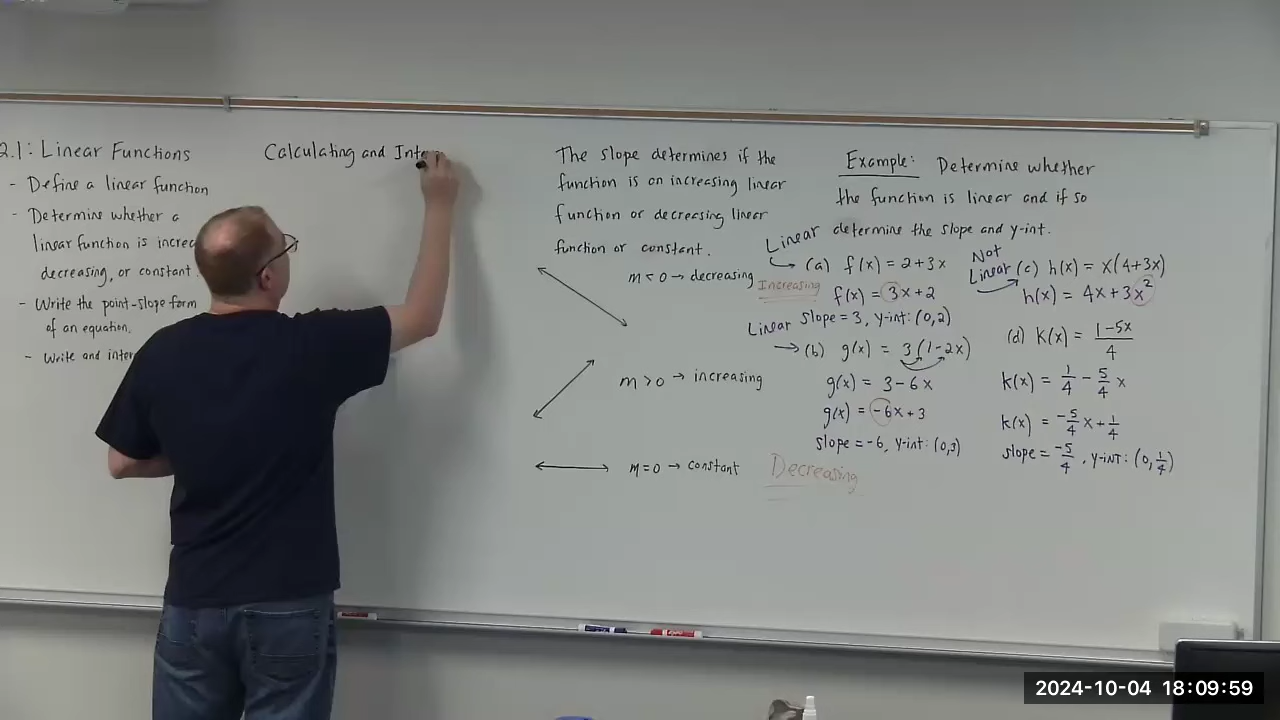 2.1: Linear Functions
- Define a linear function
- Determine whether a
linear function is
decreasing, or constant.
- Write the point-slope form
of an equation.
- Write and
Calculating and
The slope determines if the
function is an increasing linear
function or decreasing linear
function or constant.
m < 0 → decreasing
m > 0 → increasing
m = 0 → constant
Example: Determine whether
the function is linear and if so
determine the slope and y-int.
Linear
(a) f(x) = 2+3x
Increasing
f(x) = 3x+2
slope = 3, y-int: (0,2)
Linear
→ (b) g(x) = 3(1-2x)
g(x) = 3-6x
g(x) = -6x+3
slope = -6, y-int: (0,3)
Decreasing
Not
Linear (c) h(x) = x(4+3x)
h(x) = 4x+3x²
(d) k(x) = (1-5x)/4
k(x) = 1/4 - 5/4 x
k(x) = -5/4 x + 1/4
slope = -5/4, y-int: (0, 1/4)
2024-10-04 18:09:59